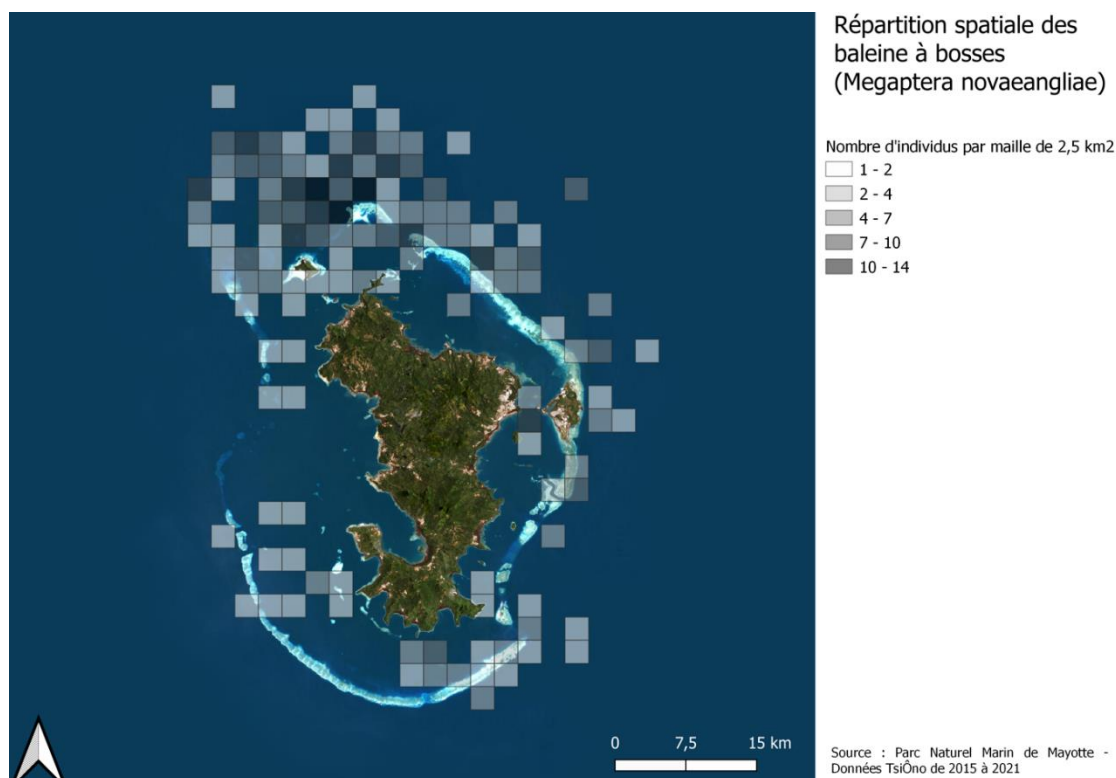 Répartition spatiale des
baleine à bosses
(Megaptera novaeangliae)
Nombre d'individus par maille de 2,5 km2
1 - 2
2 - 4
4 - 7
7 - 10
10 - 14
0 7,5 15 km
Source : Parc Naturel Marin de Mayotte -
Données TsiÔno de 2015 à 2021